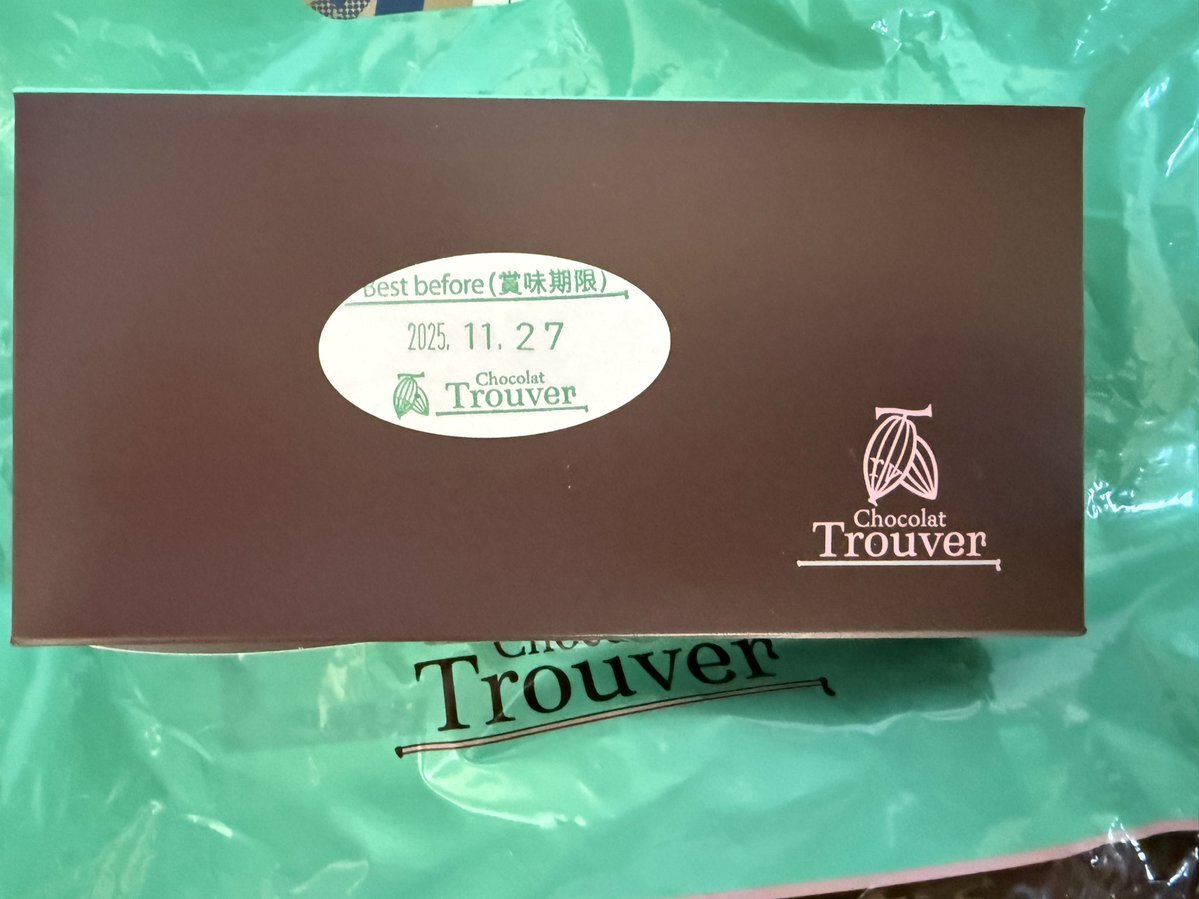 Best before(賞味期限)
2025. 11. 27
Chocolat
Trouver
Chocolat
Trouver
Trouver